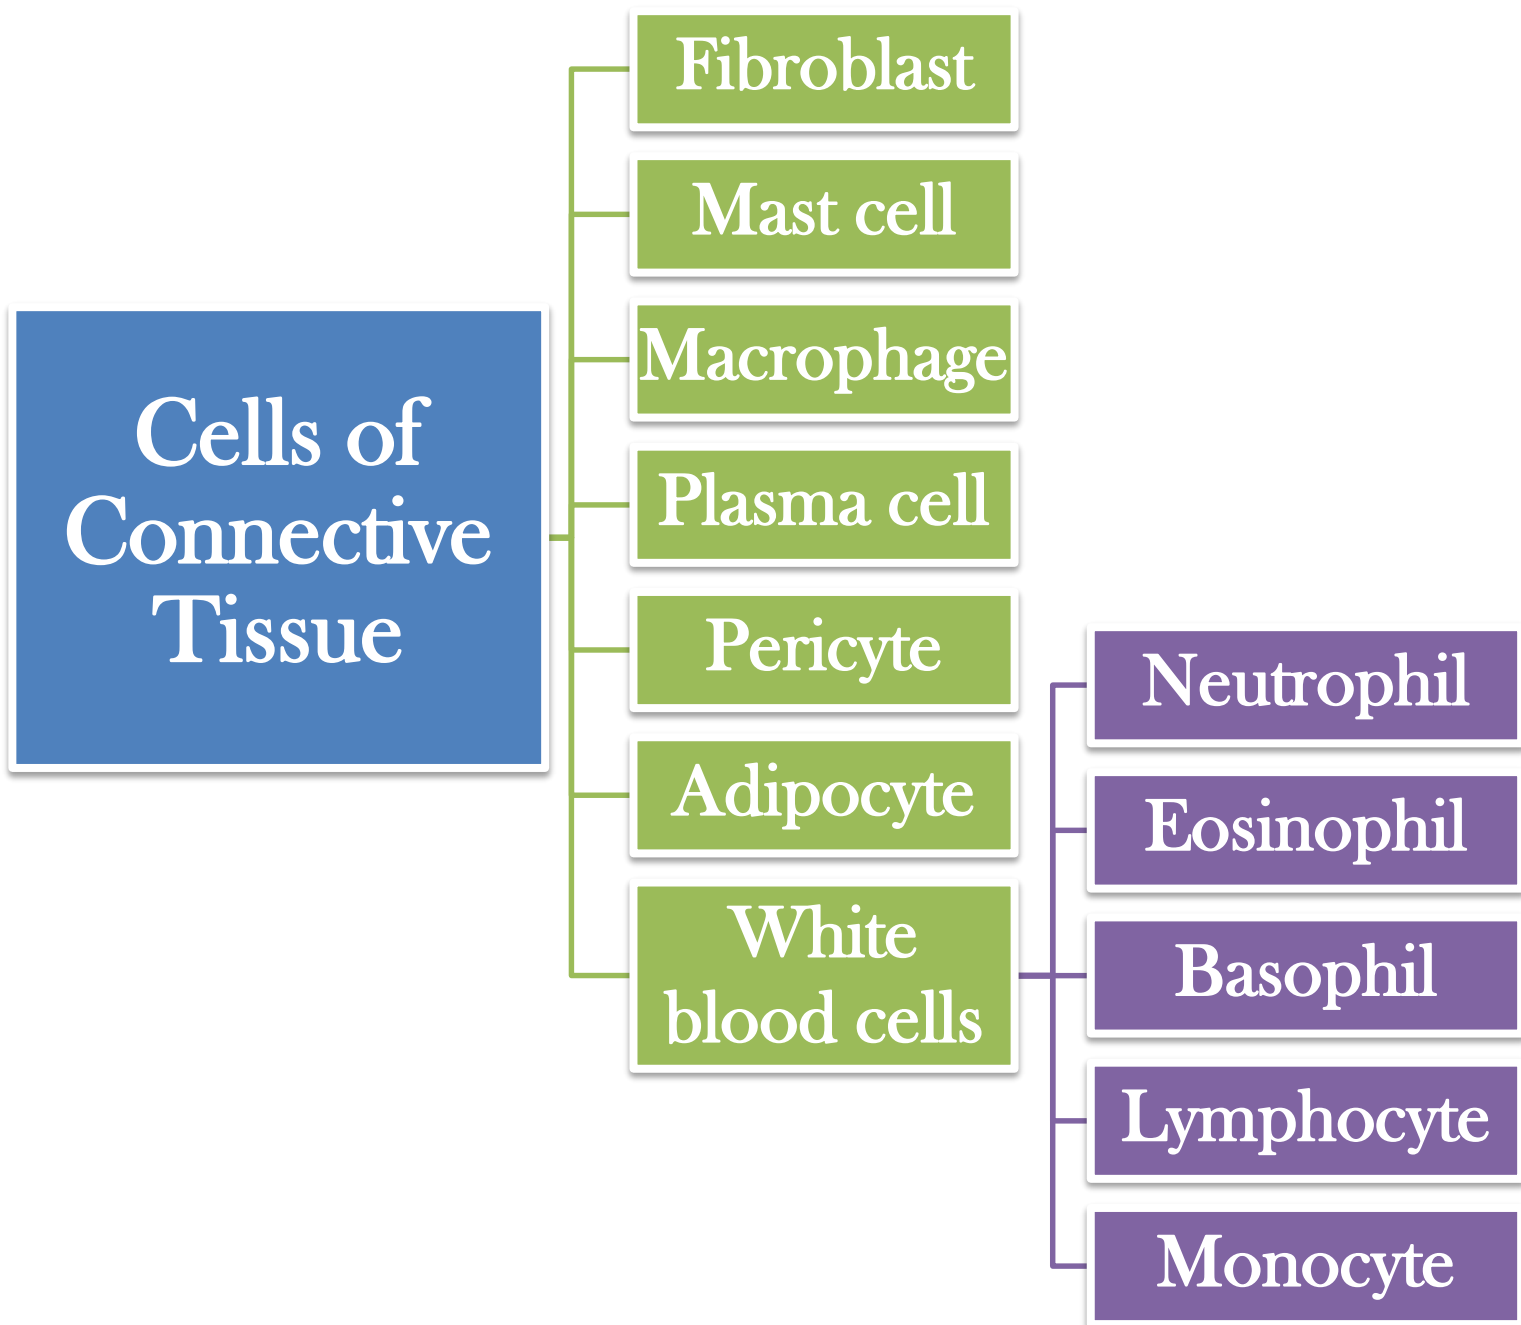 Cells of
Connective
Tissue
Fibroblast
Mast cell
Macrophage
Plasma cell
Pericyte
Adipocyte
White
blood cells
Neutrophil
Eosinophil
Basophil
Lymphocyte
Monocyte